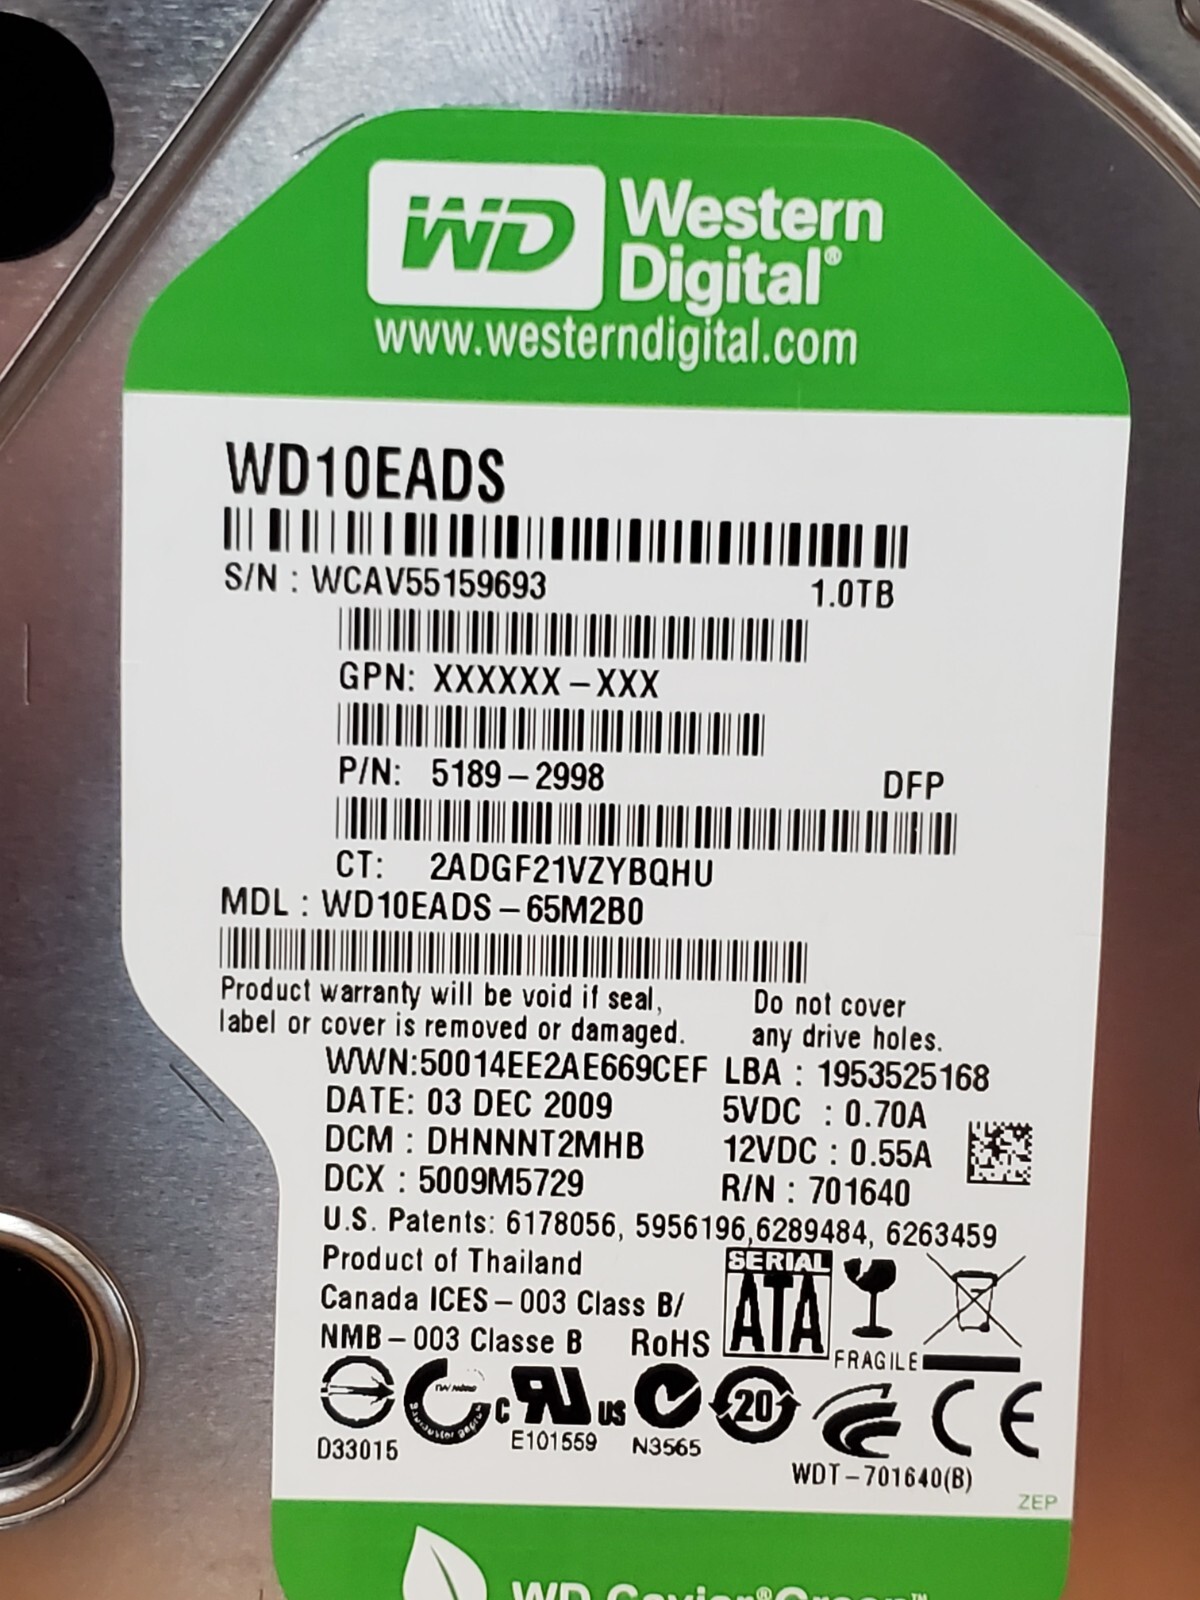 WD Western
Digital®
www.westerndigital.com
WD10EADS
S/N : WCAV55159693 1.0TB
GPN: XXXXXX-XXX
P/N: 5189-2998 DFP
CT: 2ADGF21VZYBQHU
MDL : WD10EADS-65M2B0
Product warranty will be void if seal, Do not cover
label or cover is removed or damaged. any drive holes.
WWN:50014EE2AE669CEF LBA : 1953525168
DATE: 03 DEC 2009 5VDC : 0.70A
DCM : DHNNNT2MHB 12VDC : 0.55A
DCX : 5009M5729 R/N : 701640
U.S. Patents: 6178056, 5956196,6289484, 6263459
Product of Thailand SERIAL
Canada ICES-003 Class B/ ATA
NMB-003 Classe B RoHS FRAGILE
c US 20 CE
D33015 E101559 N3565
WDT-701640(B)
ZEP
WD Caviar® Green™